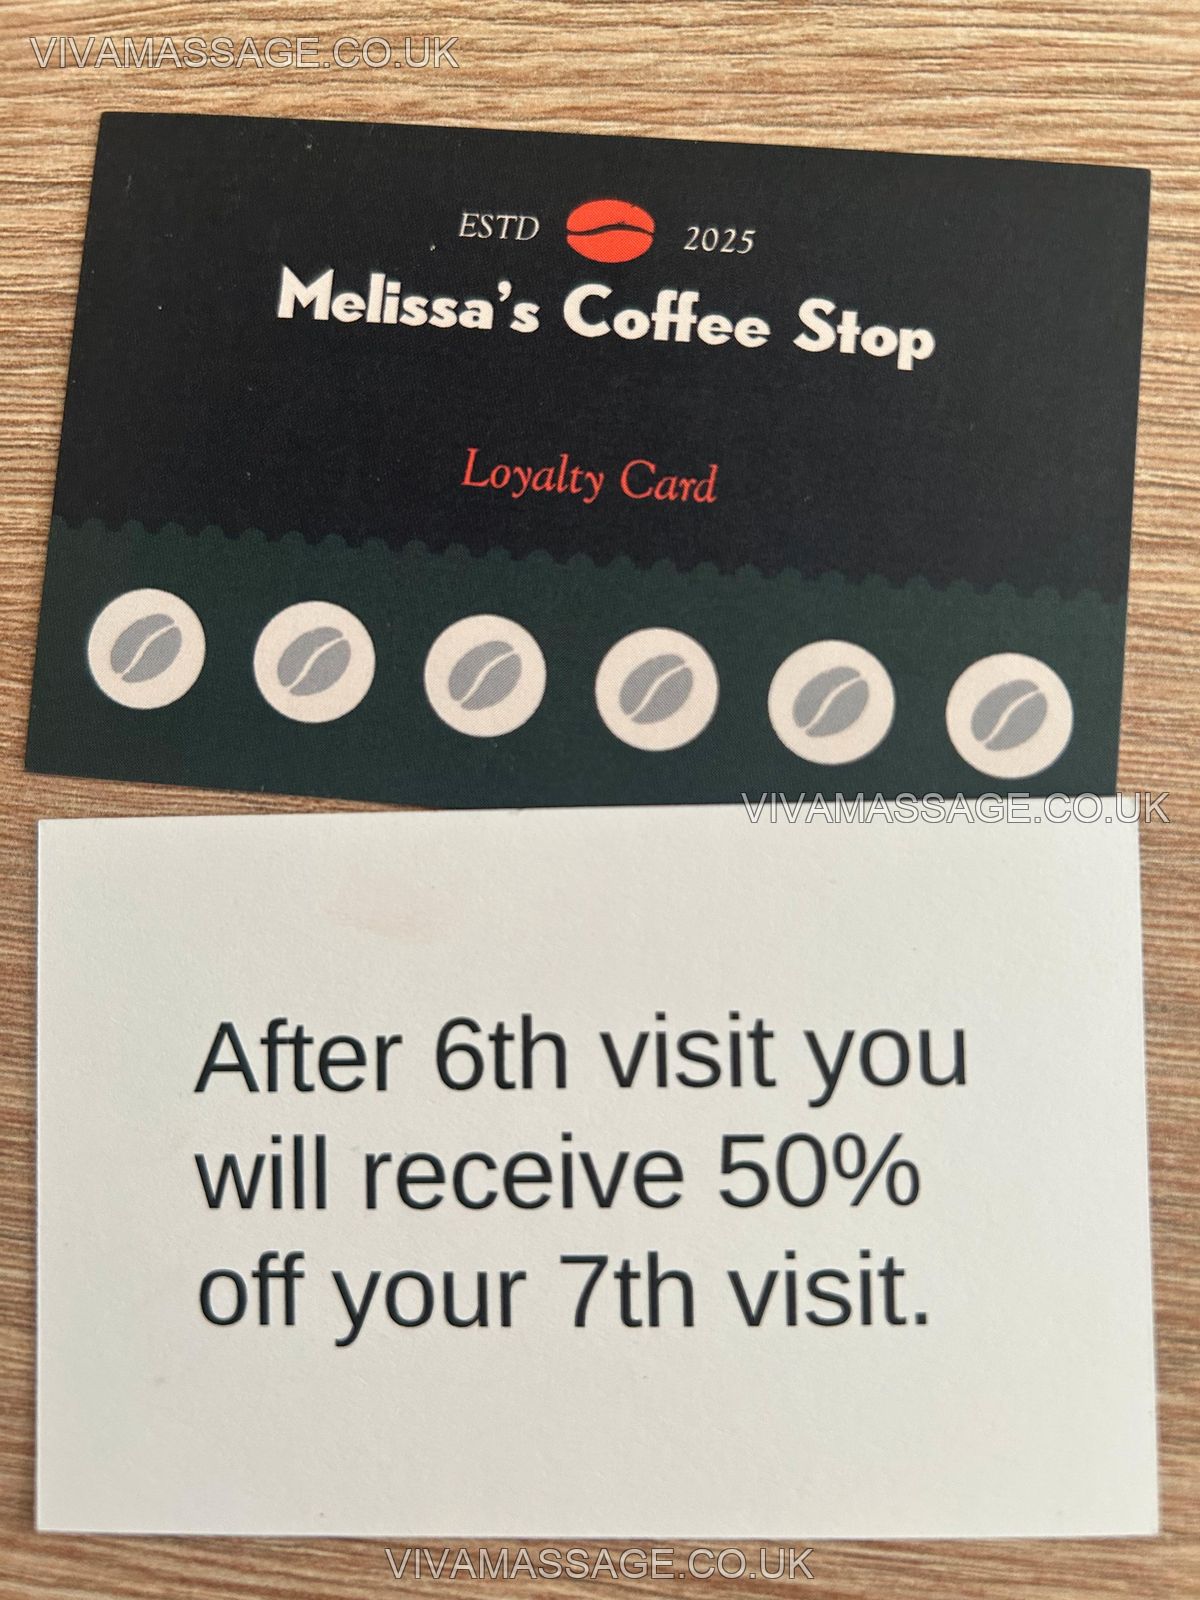 VIVAMASSAGE.CO.UK
ESTD 2025
Melissa's Coffee Stop
Loyalty Card
VIVAMASSAGE.CO.UK
After 6th visit you
will receive 50%
off your 7th visit.
VIVAMASSAGE.CO.UK